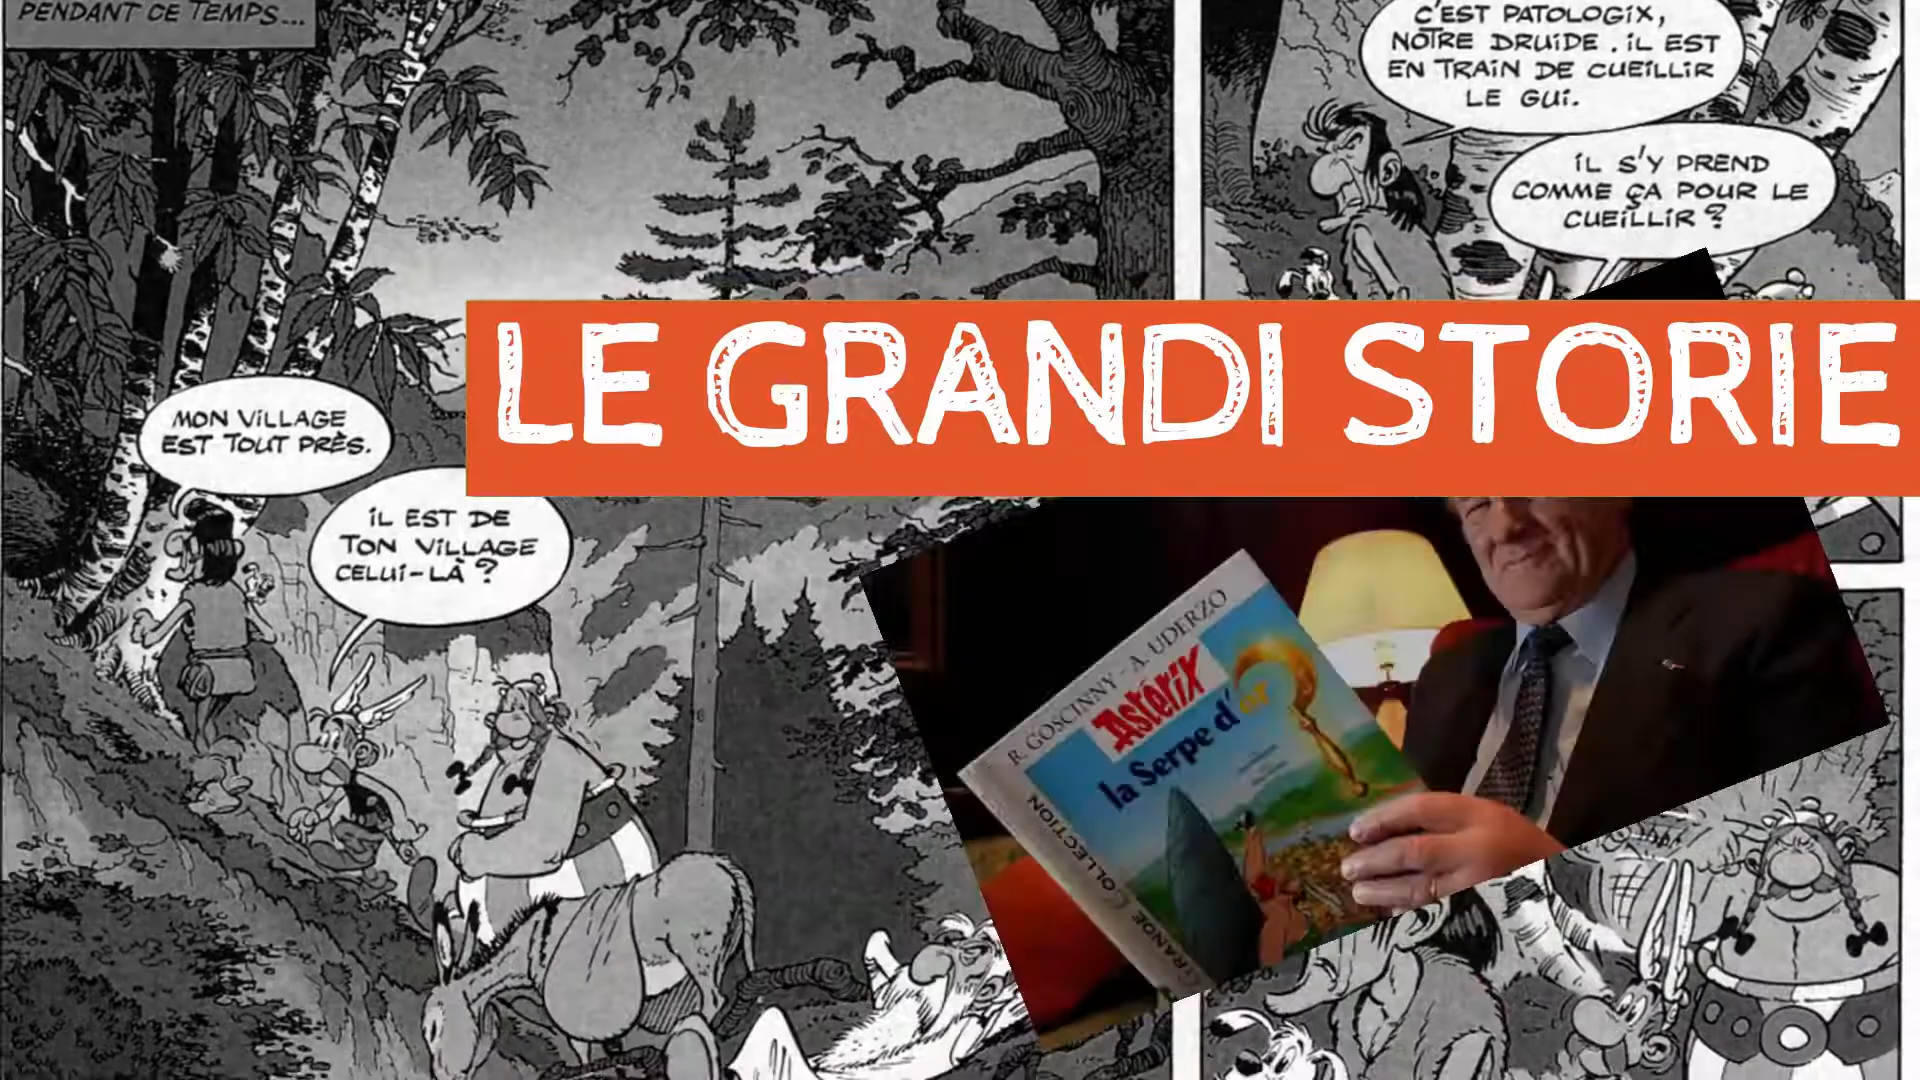 PENDANT CE TEMPS...
C'EST PATOLOGIX,
NOTRE DRUIDE. IL EST
EN TRAIN DE CUEILLIR
LE GUI.
IL S'Y PREND
COMME ÇA POUR LE
CUEILLIR ?
LE GRANDI STORIE
MON VILLAGE
EST TOUT PRÈS.
IL EST DE
TON VILLAGE
CELUI-LÀ ?
R. GOSCINNY - A. UDERZO
Astérix
la Serpe d'or
GRANDE COLLECTION